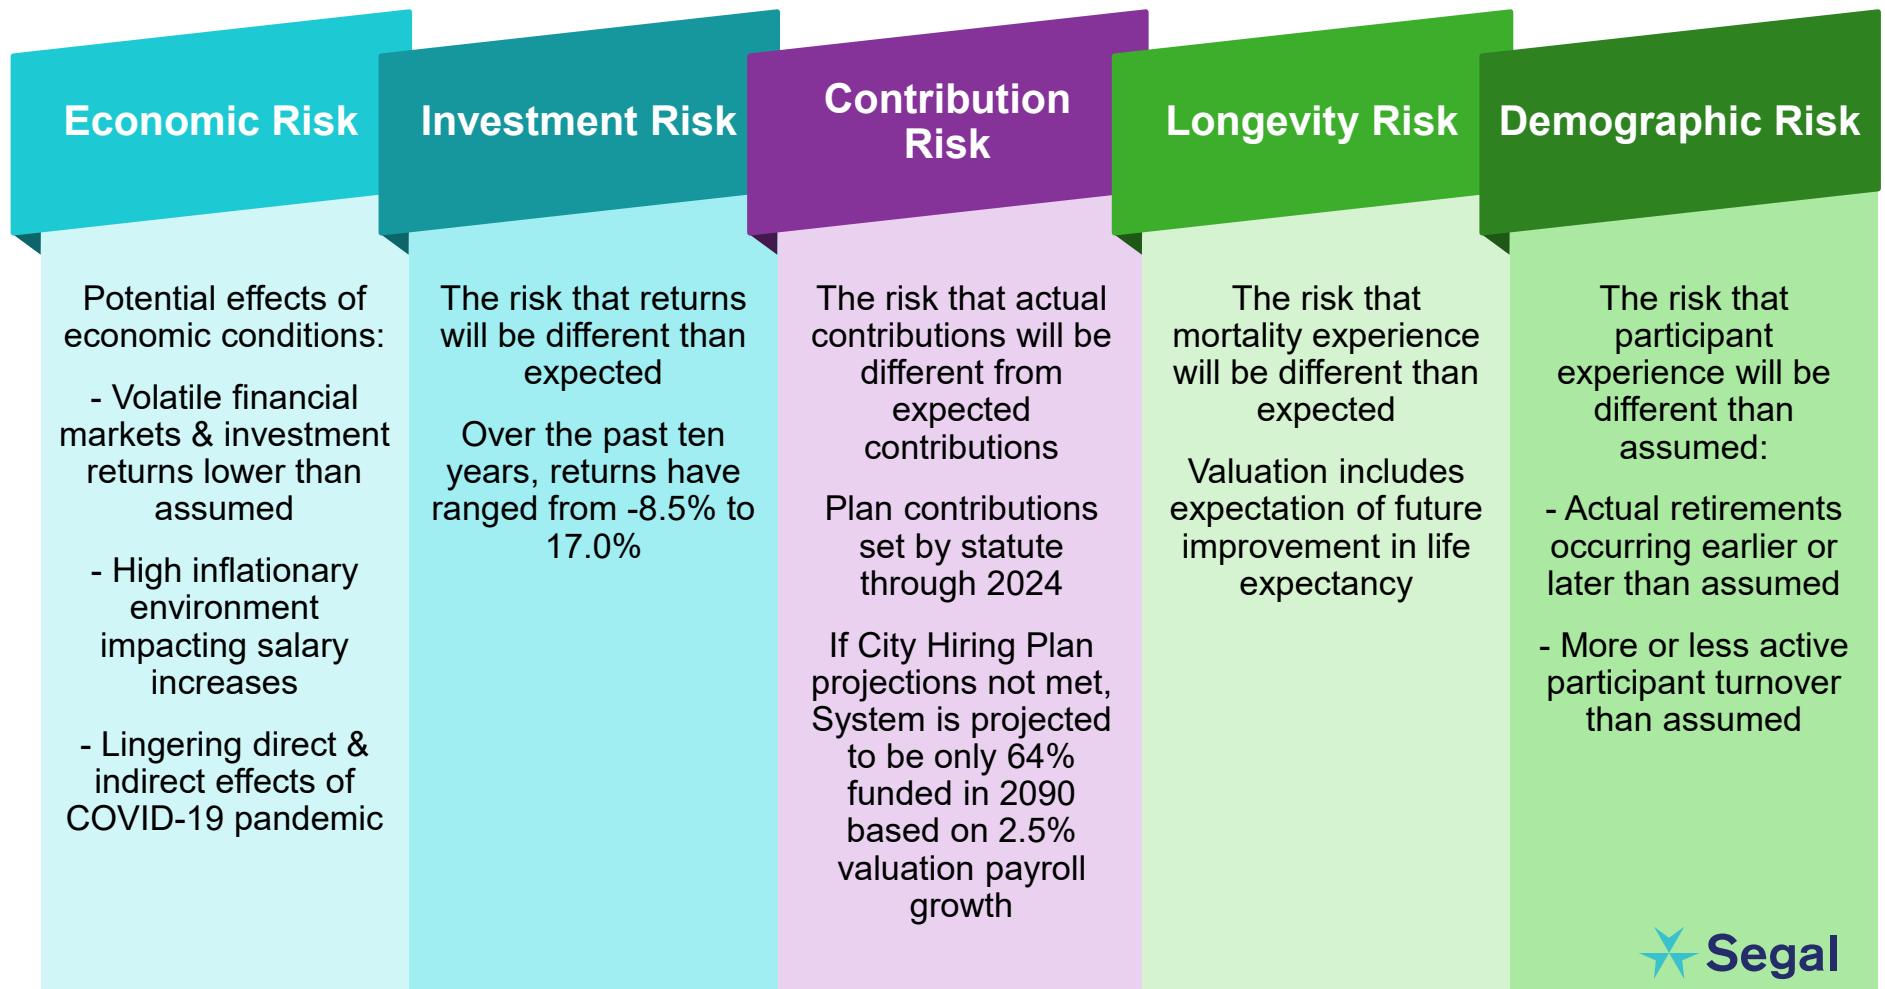 Economic Risk
Potential effects of
economic conditions:
- Volatile financial
markets & investment
returns lower than
assumed
- High inflationary
environment
impacting salary
increases
- Lingering direct &
indirect effects of
COVID-19 pandemic
Investment Risk
The risk that returns
will be different than
expected
Over the past ten
years, returns have
ranged from -8.5% to
17.0%
Contribution
Risk
The risk that actual
contributions will be
different from
expected
contributions
Plan contributions
set by statute
through 2024
If City Hiring Plan
projections not met,
System is projected
to be only 64%
funded in 2090
based on 2.5%
valuation payroll
growth
Longevity Risk
The risk that
mortality experience
will be different than
expected
Valuation includes
expectation of future
improvement in life
expectancy
Demographic Risk
The risk that
participant
experience will be
different than
assumed:
- Actual retirements
occurring earlier or
later than assumed
- More or less active
participant turnover
than assumed
Segal